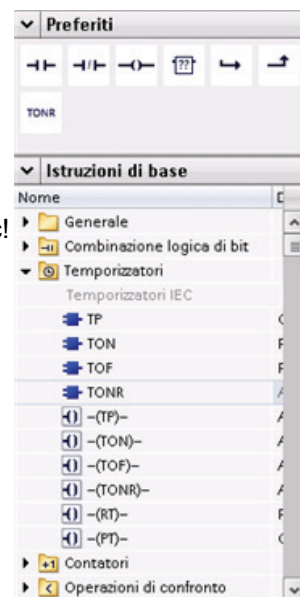 Preferiti
??
TONR
Istruzioni di base
Nome
Generale
c!
Combinazione logica di bit
Temporizzatori
Temporizzatori IEC
TP
TON
TOF
TONR
–(TP)–
–(TON)–
–(TOF)–
–(TONR)–
–(RT)–
–(PT)–
+1 Contatori
Operazioni di confronto